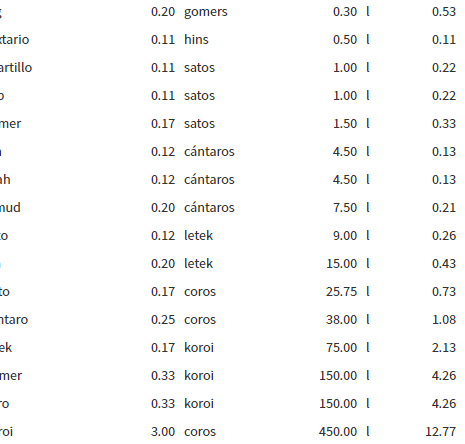 0.20 gomers 0.30 l 0.53
xtario 0.11 hins 0.50 l 0.11
artillo 0.11 satos 1.00 l 0.22
o 0.11 satos 1.00 l 0.22
mer 0.17 satos 1.50 l 0.33
0.12 cántaros 4.50 l 0.13
ah 0.12 cántaros 4.50 l 0.13
mud 0.20 cántaros 7.50 l 0.21
to 0.12 letek 9.00 l 0.26
0.20 letek 15.00 l 0.43
to 0.17 coros 25.75 l 0.73
ntaro 0.25 coros 38.00 l 1.08
ek 0.17 koroi 75.00 l 2.13
mer 0.33 koroi 150.00 l 4.26
ro 0.33 koroi 150.00 l 4.26
roi 3.00 coros 450.00 l 12.77